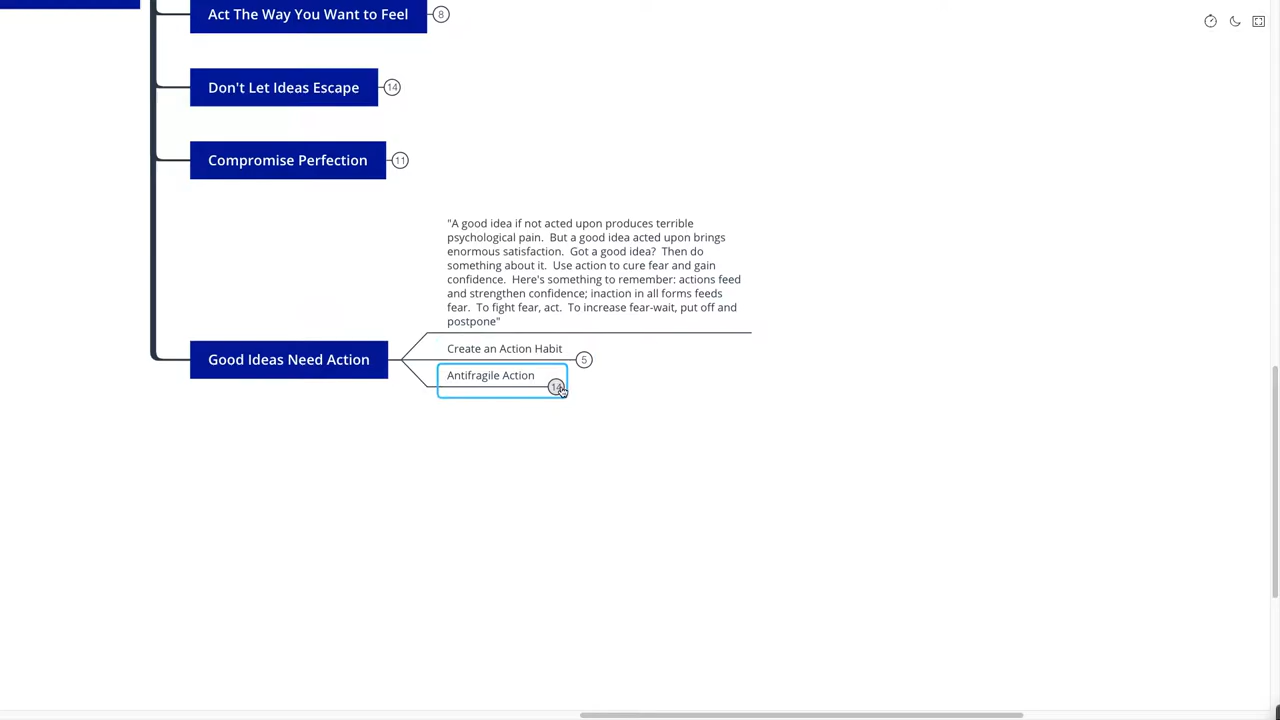 Act The Way You Want to Feel 8
Don't Let Ideas Escape 14
Compromise Perfection 11
"A good idea if not acted upon produces terrible
psychological pain.  But a good idea acted upon brings
enormous satisfaction.  Got a good idea?  Then do
something about it.  Use action to cure fear and gain
confidence.  Here's something to remember: actions feed
and strengthen confidence; inaction in all forms feeds
fear.  To fight fear, act.  To increase fear-wait, put off and
postpone"
Good Ideas Need Action
Create an Action Habit 5
Antifragile Action 14